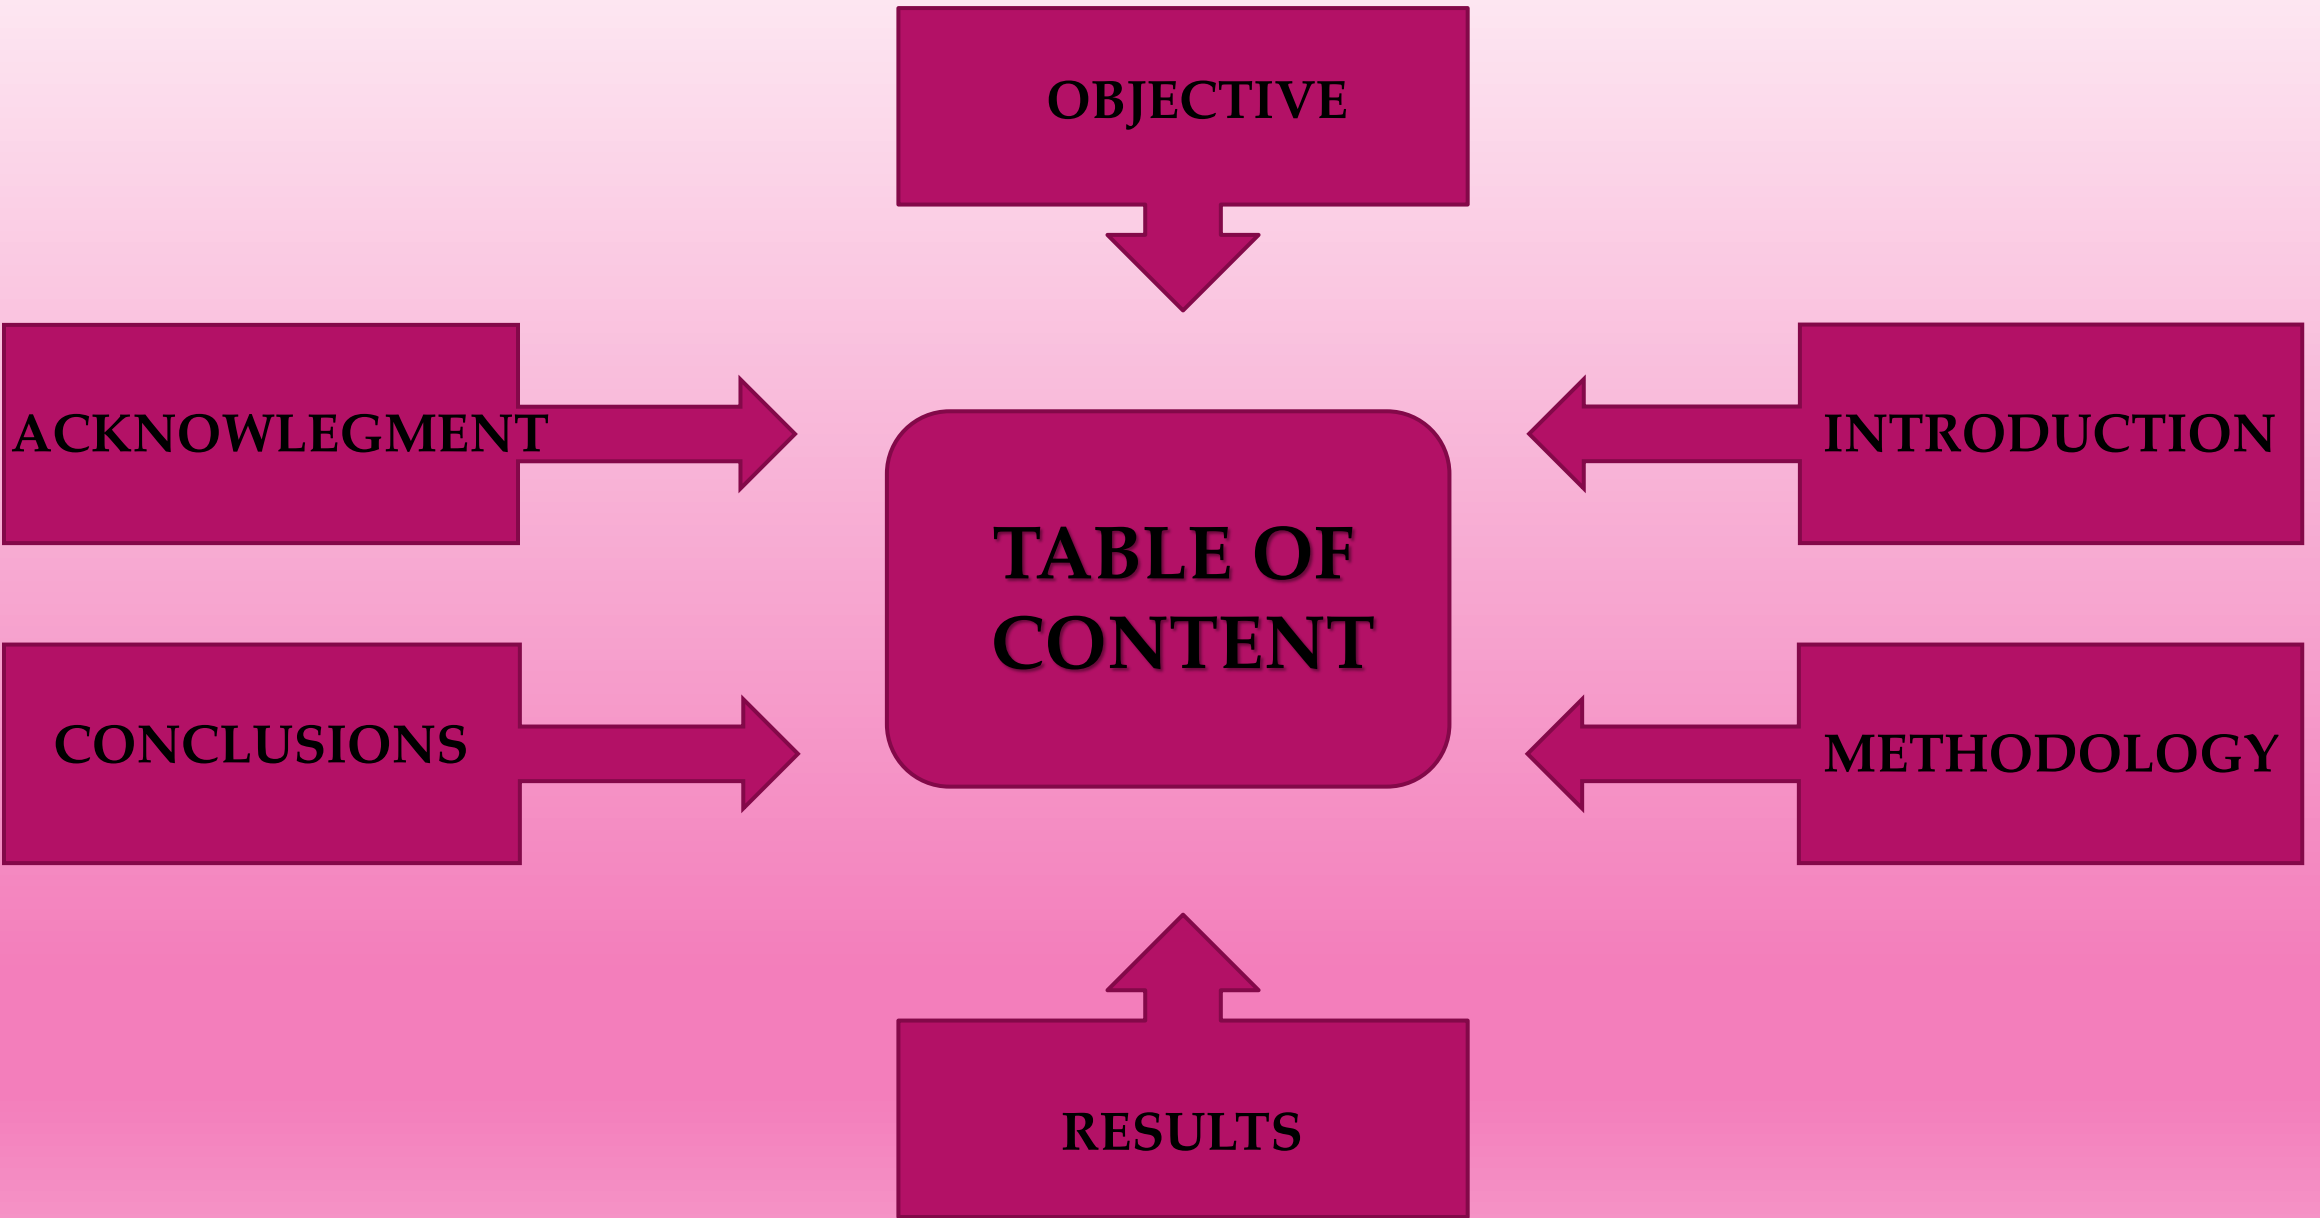 OBJECTIVE
ACKNOWLEGMENT
INTRODUCTION
TABLE OF
CONTENT
CONCLUSIONS
METHODOLOGY
RESULTS